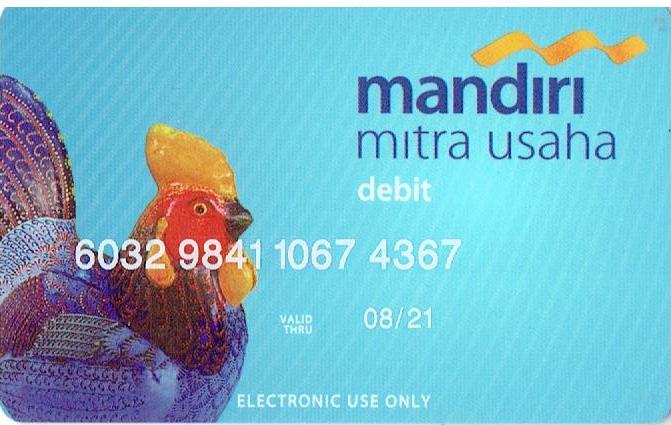 mandiri
mitra usaha
debit
6032 9841 1067 4367
VALID
THRU
08/21
ELECTRONIC USE ONLY